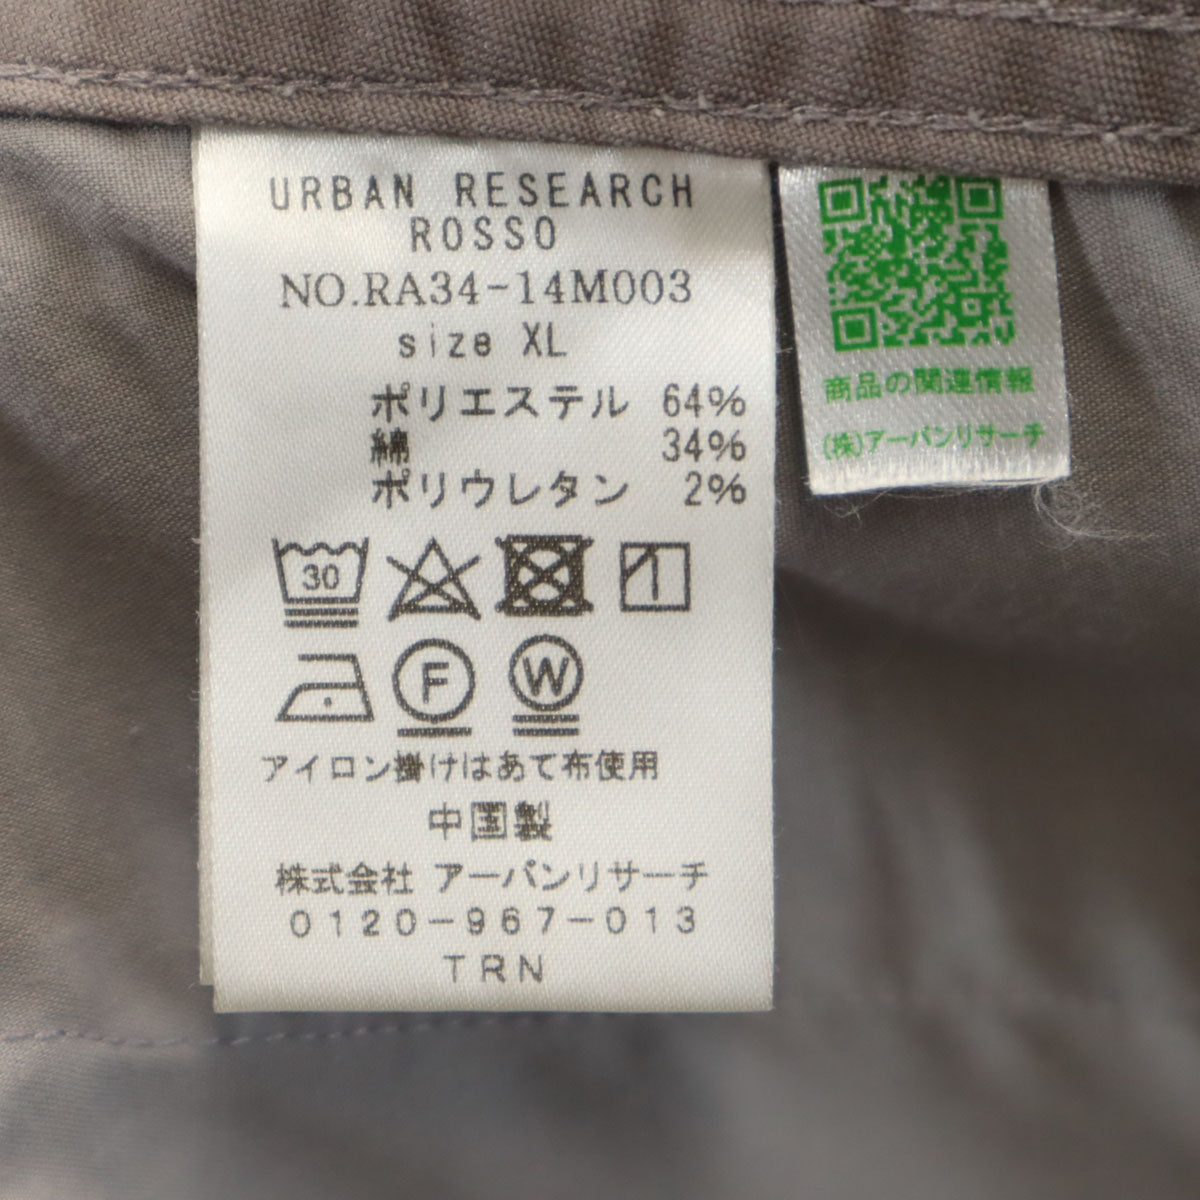 URBAN RESEARCH
ROSSO
NO.RA34-14M003
size XL
ポリエステル 64%
綿 34%
ポリウレタン 2%
30
F W
アイロン掛けはあて布使用
中国製
株式会社 アーバンリサーチ
0120-967-013
TRN
商品の関連情報
(株)アーバンリサーチ